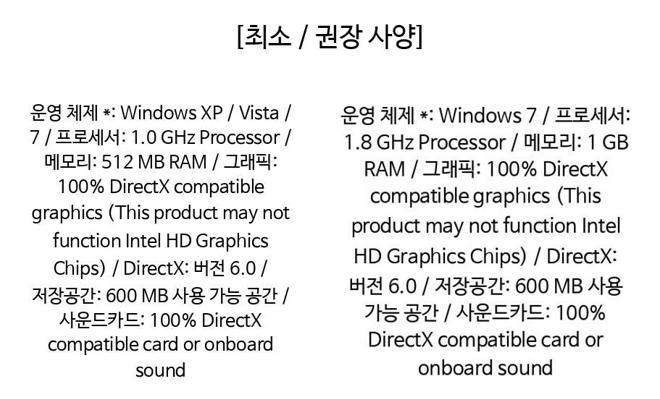 [최소 / 권장 사양]
운영 체제 *: Windows XP / Vista /
7 / 프로세서: 1.0 GHz Processor /
메모리: 512 MB RAM / 그래픽:
100% DirectX compatible
graphics (This product may not
function Intel HD Graphics
Chips) / DirectX: 버전 6.0 /
저장공간: 600 MB 사용 가능 공간 /
사운드카드: 100% DirectX
compatible card or onboard
sound
운영 체제 *: Windows 7 / 프로세서:
1.8 GHz Processor / 메모리: 1 GB
RAM / 그래픽: 100% DirectX
compatible graphics (This
product may not function Intel
HD Graphics Chips) / DirectX:
버전 6.0 / 저장공간: 600 MB 사용
가능 공간 / 사운드카드: 100%
DirectX compatible card or
onboard sound